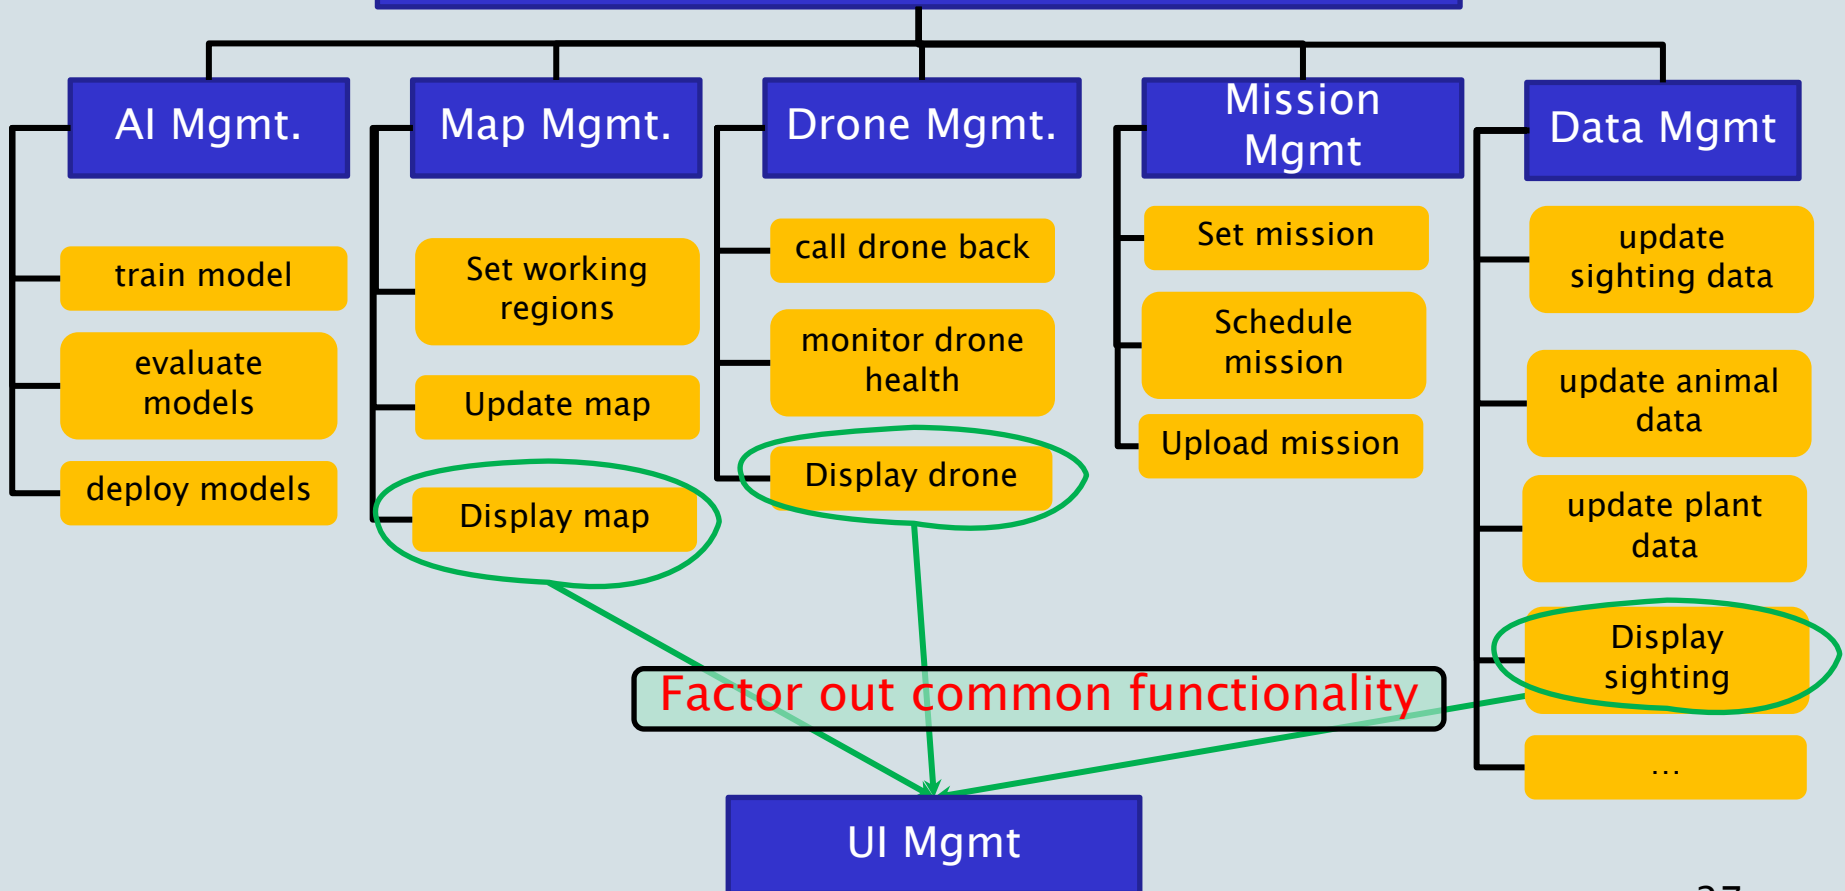 AI Mgmt.
Map Mgmt.
Drone Mgmt.
Mission
Mgmt
Data Mgmt
train model
evaluate
models
deploy models
Set working
regions
Update map
Display map
call drone back
monitor drone
health
Display drone
Set mission
Schedule
mission
Upload mission
update
sighting data
update animal
data
update plant
data
Display
sighting
...
Factor out common functionality
UI Mgmt